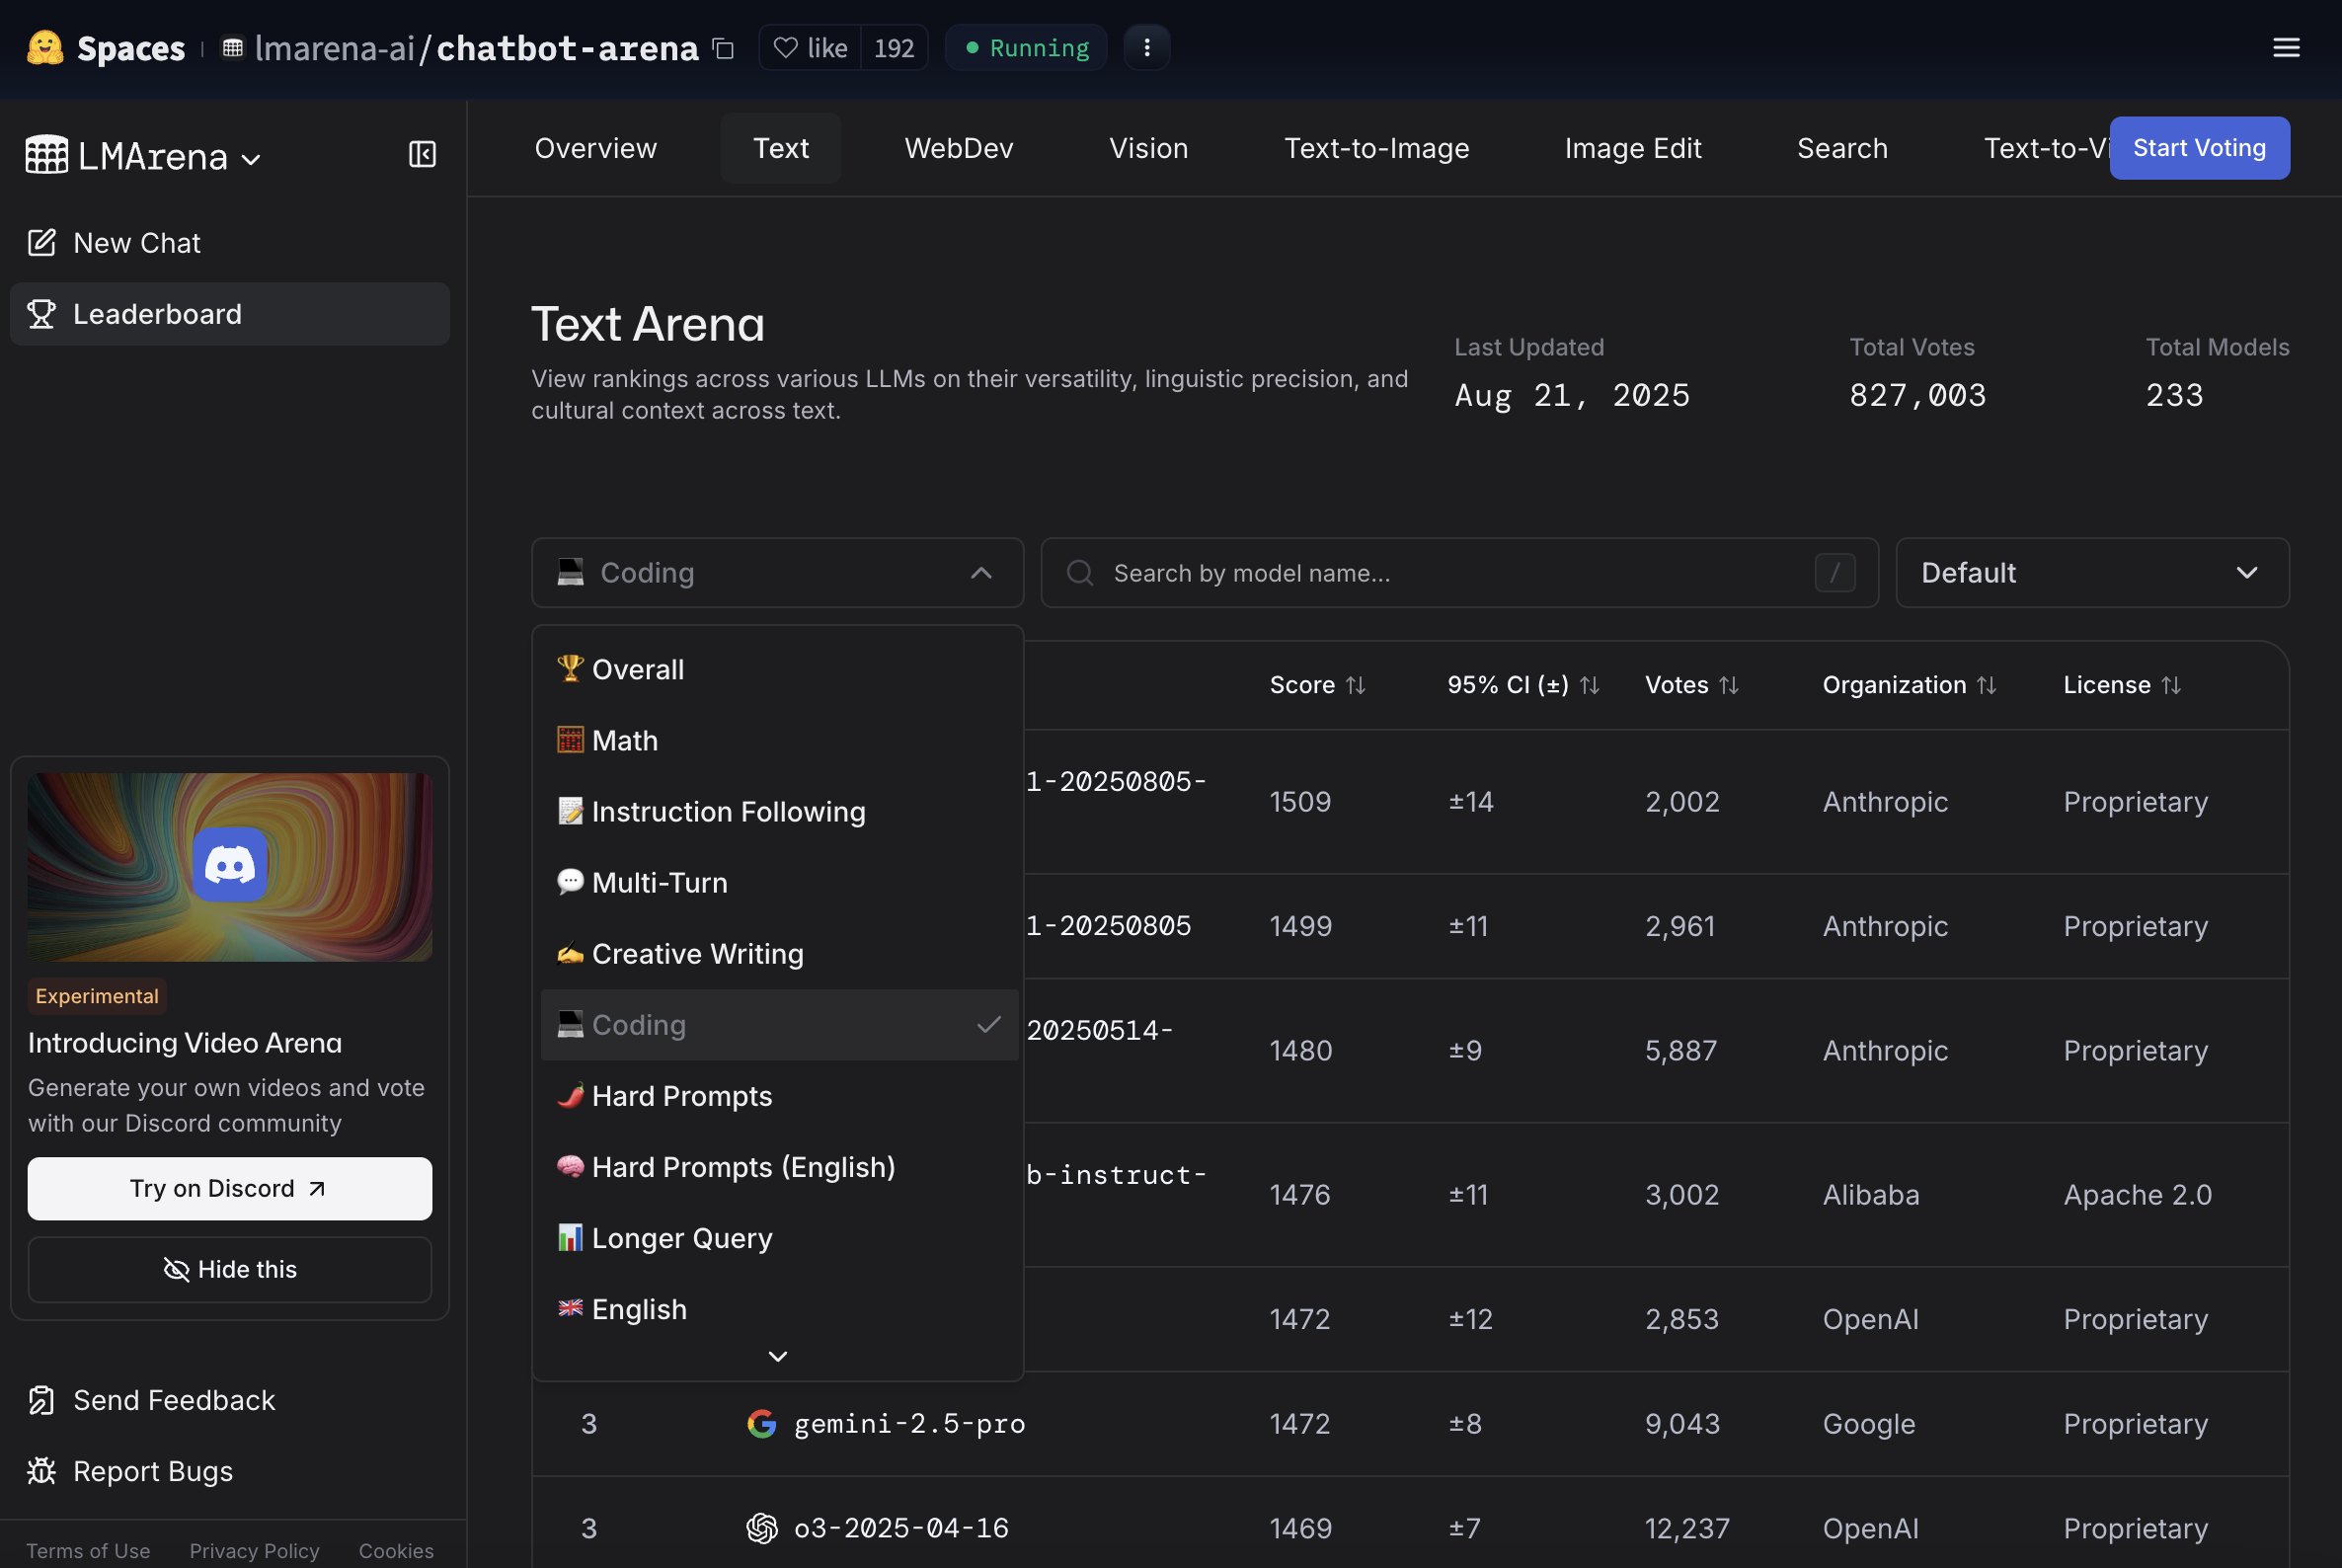 Spaces
lmarena-ai/chatbot-arena
like 192
Running
LMArena
New Chat
Leaderboard
Experimental
Introducing Video Arena
Generate your own videos and vote
with our Discord community
Try on Discord
Hide this
Send Feedback
Report Bugs
Terms of Use Privacy Policy Cookies
Overview Text WebDev Vision Text-to-Image Image Edit Search Text-to-Vi
Start Voting
Text Arena
View rankings across various LLMs on their versatility, linguistic precision, and
cultural context across text.
Last Updated
Aug 21, 2025
Total Votes
827,003
Total Models
233
Coding
Search by model name... /
Default
Overall
Math
Instruction Following
Multi-Turn
Creative Writing
Coding
Hard Prompts
Hard Prompts (English)
Longer Query
English
Score 95% CI (±) Votes Organization License
1-20250805- 1509 ±14 2,002 Anthropic Proprietary
1-20250805 1499 ±11 2,961 Anthropic Proprietary
20250514- 1480 ±9 5,887 Anthropic Proprietary
b-instruct- 1476 ±11 3,002 Alibaba Apache 2.0
1472 ±12 2,853 OpenAI Proprietary
3 gemini-2.5-pro 1472 ±8 9,043 Google Proprietary
3 o3-2025-04-16 1469 ±7 12,237 OpenAI Proprietary